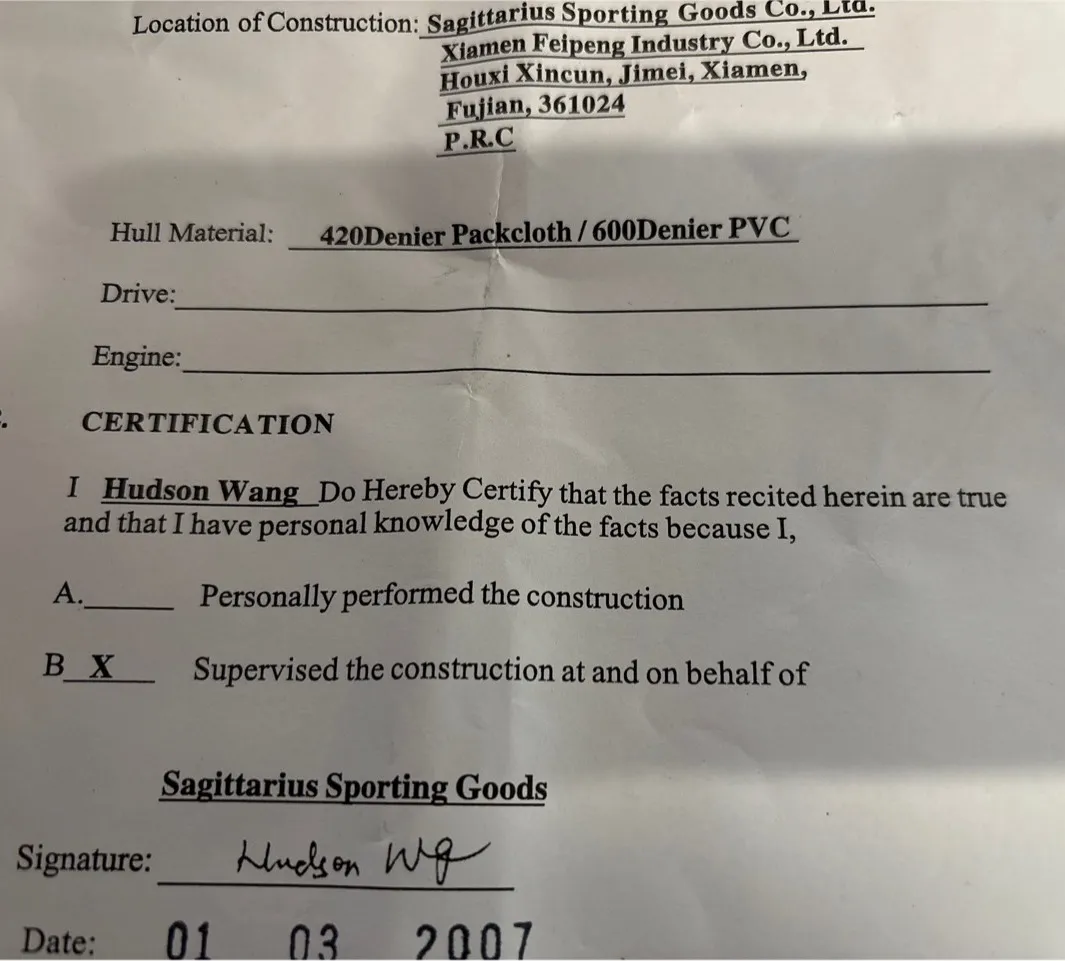 Location of Construction: Sagittarius Sporting Goods Co., Ltd.
Xiamen Feipeng Industry Co., Ltd.
Houxi Xincun, Jimei, Xiamen,
Fujian, 361024
P.R.C
Hull Material: 420Denier Packcloth / 600Denier PVC
Drive:
Engine:
CERTIFICATION
I Hudson Wang Do Hereby Certify that the facts recited herein are true
and that I have personal knowledge of the facts because I,
A. Personally performed the construction
B X Supervised the construction at and on behalf of
Sagittarius Sporting Goods
Signature: Hudson Wg
Date: 01 03 2007